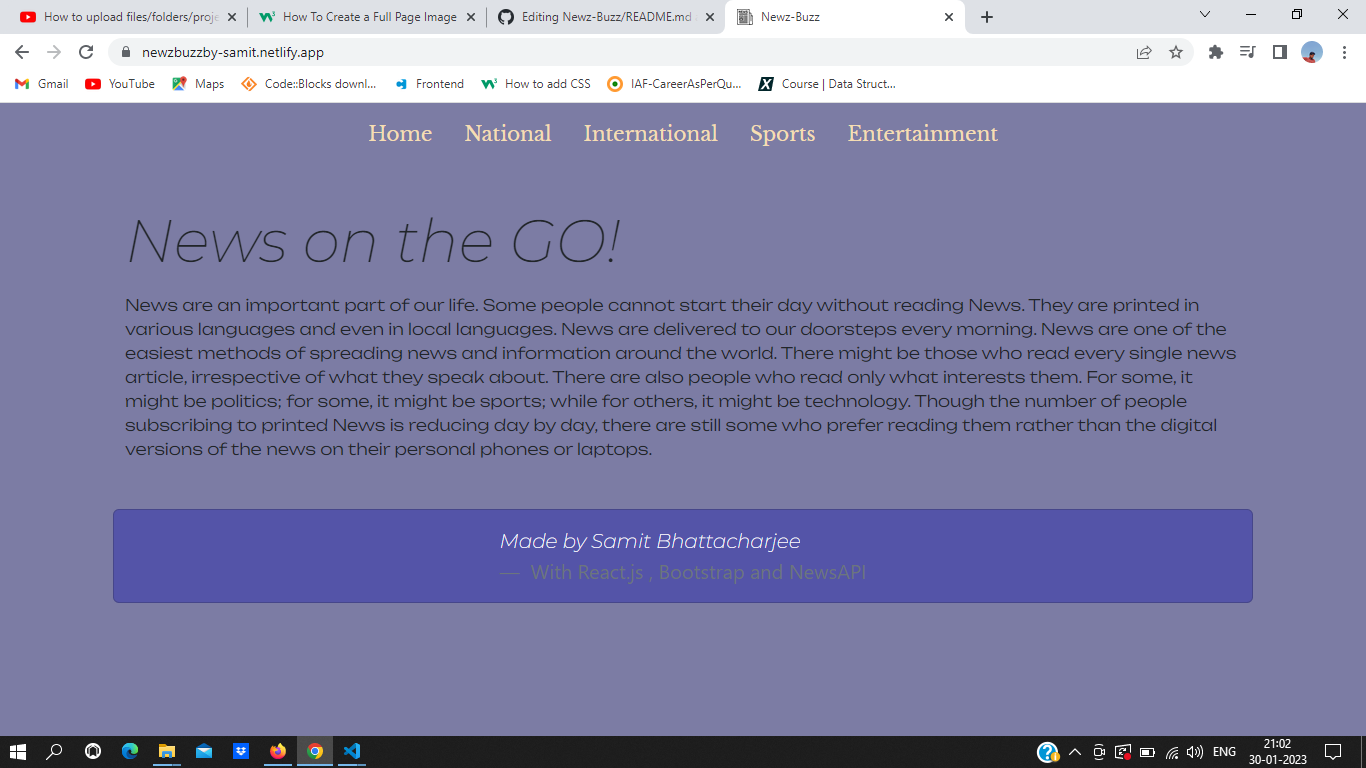 How to upload files/folders/proje
How To Create a Full Page Image
Editing Newz-Buzz/README.md
Newz-Buzz
newzbuzzby-samit.netlify.app
Gmail
YouTube
Maps
Code::Blocks downl...
Frontend
How to add CSS
IAF-CareerAsPerQu...
Course | Data Struct...
Home National International Sports Entertainment
News on the GO!
News are an important part of our life. Some people cannot start their day without reading News. They are printed in
various languages and even in local languages. News are delivered to our doorsteps every morning. News are one of the
easiest methods of spreading news and information around the world. There might be those who read every single news
article, irrespective of what they speak about. There are also people who read only what interests them. For some, it
might be politics; for some, it might be sports; while for others, it might be technology. Though the number of people
subscribing to printed News is reducing day by day, there are still some who prefer reading them rather than the digital
versions of the news on their personal phones or laptops.
Made by Samit Bhattacharjee
— With React.js , Bootstrap and NewsAPI
ENG
21:02
30-01-2023